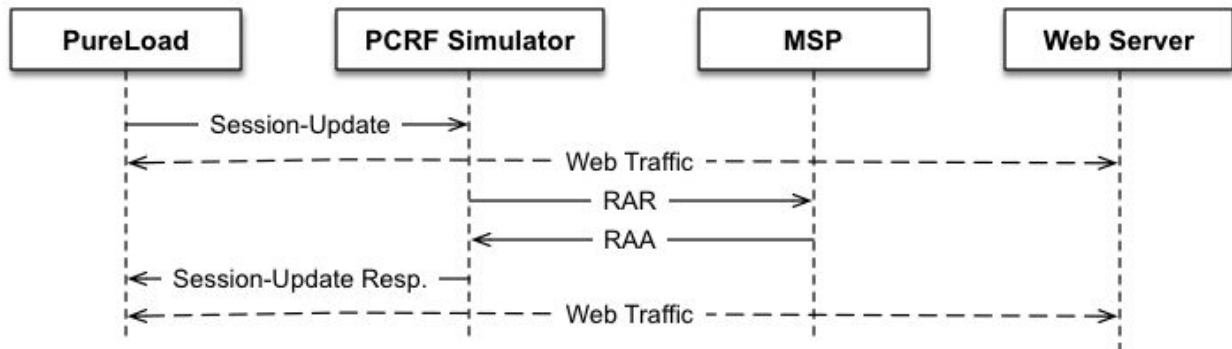 PureLoad
PCRF Simulator
MSP
Web Server
Session-Update
Web Traffic
RAR
RAA
Session-Update Resp.
Web Traffic